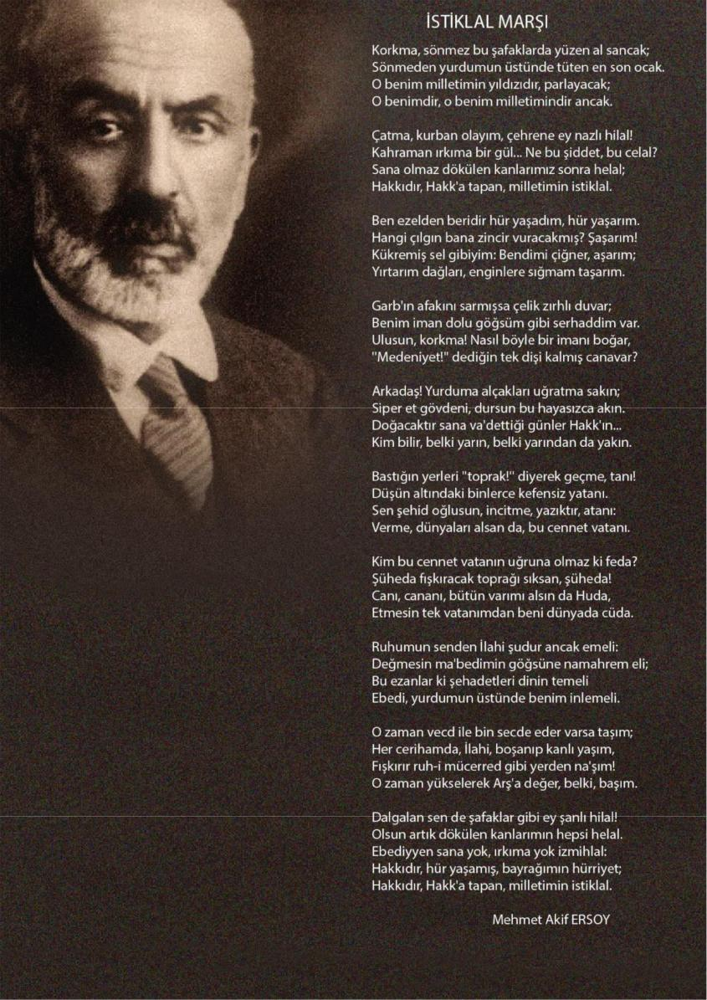 İSTİKLAL MARŞI
Korkma, sönmez bu şafaklarda yüzen al sancak;
Sönmeden yurdumun üstünde tüten en son ocak.
O benim milletimin yıldızıdır, parlayacak;
O benimdir, o benim milletimindir ancak.
Çatma, kurban olayım, çehrene ey nazlı hilal!
Kahraman ırkıma bir gül... Ne bu şiddet, bu celal?
Sana olmaz dökülen kanlarımız sonra helal;
Hakkıdır, Hakk'a tapan, milletimin istiklal.
Ben ezelden beridir hür yaşadım, hür yaşarım.
Hangi çılgın bana zincir vuracakmış? Şaşarım!
Kükremiş sel gibiyim: Bendimi çiğner, aşarım;
Yırtarım dağları, enginlere sığmam taşarım.
Garb'ın afakını sarmışsa çelik zırhlı duvar;
Benim iman dolu göğsüm gibi serhaddim var.
Ulusun, korkma! Nasıl böyle bir imanı boğar,
"Medeniyet!" dediğin tek dişi kalmış canavar?
Arkadaş! Yurduma alçakları uğratma sakın;
Siper et gövdeni, dursun bu hayasızca akın.
Doğacaktır sana va'dettiği günler Hakk'ın...
Kim bilir, belki yarın, belki yarından da yakın.
Bastığın yerleri "toprak!" diyerek geçme, tanı!
Düşün altındaki binlerce kefensiz yatanı.
Sen şehid oğlusun, incitme, yazıktır, atanı:
Verme, dünyaları alsan da, bu cennet vatanı.
Kim bu cennet vatanın uğruna olmaz ki feda?
Şüheda fışkıracak toprağı sıksan, şüheda!
Canı, cananı, bütün varımı alsın da Huda,
Etmesin tek vatanımdan beni dünyada cüda.
Ruhumun senden İlahi şudur ancak emeli:
Değmesin ma'bedimin göğsüne namahrem eli;
Bu ezanlar ki şehadetleri dinin temeli
Ebedi, yurdumun üstünde benim inlemeli.
O zaman vecd ile bin secde eder varsa taşım;
Her cerihamda, İlahi, boşanıp kanlı yaşım,
Fışkırır ruh-i mücerred gibi yerden na'şım!
O zaman yükselerek Arş'a değer, belki, başım.
Dalgalan sen de şafaklar gibi ey şanlı hilal!
Olsun artık dökülen kanlarımın hepsi helal.
Ebediyyen sana yok, ırkıma yok izmihlal:
Hakkıdır, hür yaşamış, bayrağımın hürriyet;
Hakkıdır, Hakk'a tapan, milletimin istiklal.
Mehmet Akif ERSOY